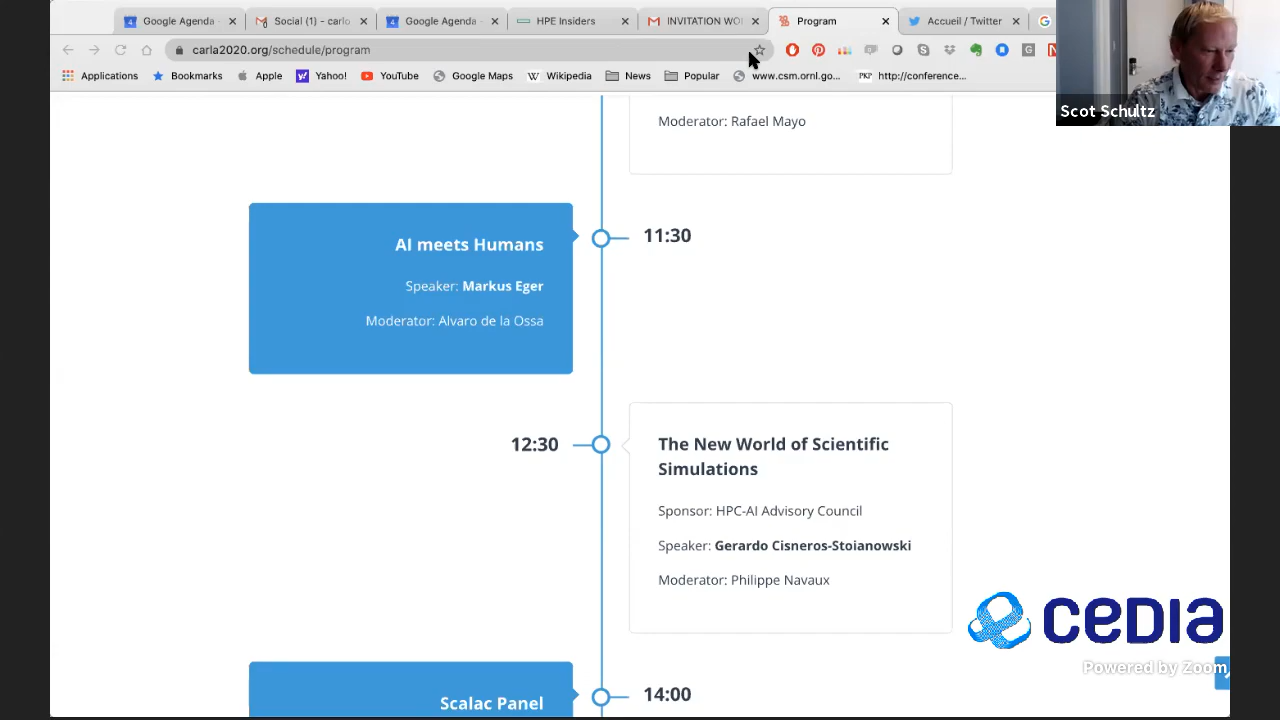 Google Agenda
Social (1) - carlo
Google Agenda
HPE Insiders
INVITATION WO
Program
Accueil / Twitter
carla2020.org/schedule/program
Applications
Bookmarks
Apple
Yahoo!
YouTube
Google Maps
Wikipedia
News
Popular
www.csm.ornl.go...
http://conference...
Scot Schultz
Moderator: Rafael Mayo
AI meets Humans
Speaker: Markus Eger
Moderator: Alvaro de la Ossa
11:30
12:30
The New World of Scientific
Simulations
Sponsor: HPC-AI Advisory Council
Speaker: Gerardo Cisneros-Stoianowski
Moderator: Philippe Navaux
cedia
Powered by Zoom
Scalac Panel
14:00